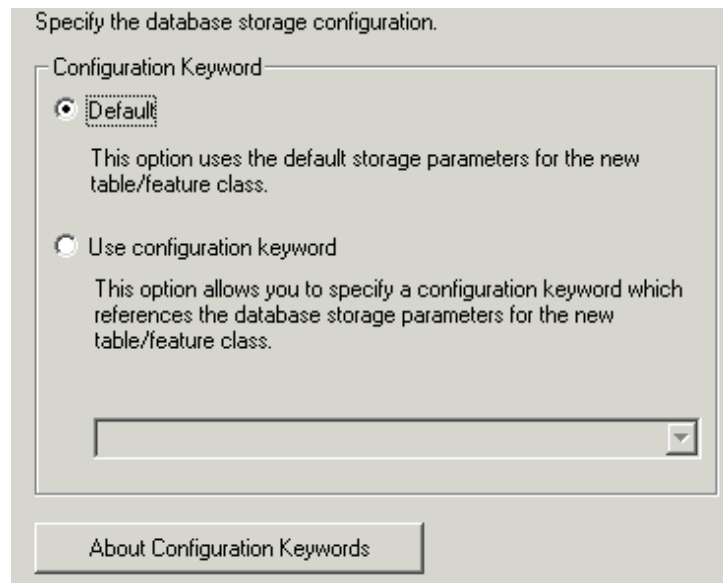 Specify the database storage configuration.
Configuration Keyword
Default
This option uses the default storage parameters for the new
table/feature class.
Use configuration keyword
This option allows you to specify a configuration keyword which
references the database storage parameters for the new
table/feature class.
About Configuration Keywords